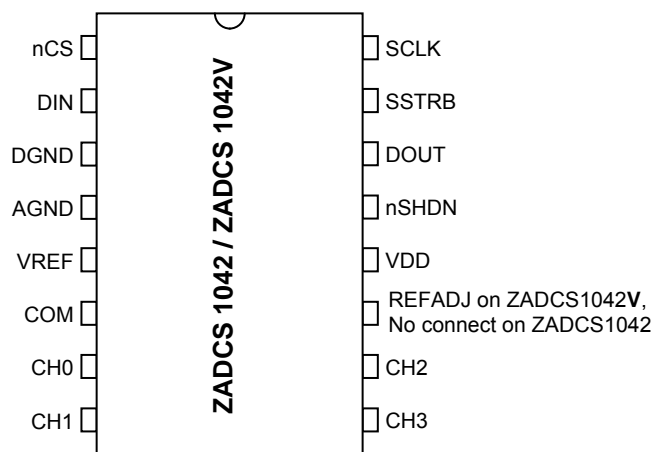 nCS
DIN
DGND
AGND
VREF
COM
CH0
CH1
ZADCS 1042 / ZADCS 1042V
SCLK
SSTRB
DOUT
nSHDN
VDD
REFADJ on ZADCS1042V,
No connect on ZADCS1042
CH2
CH3